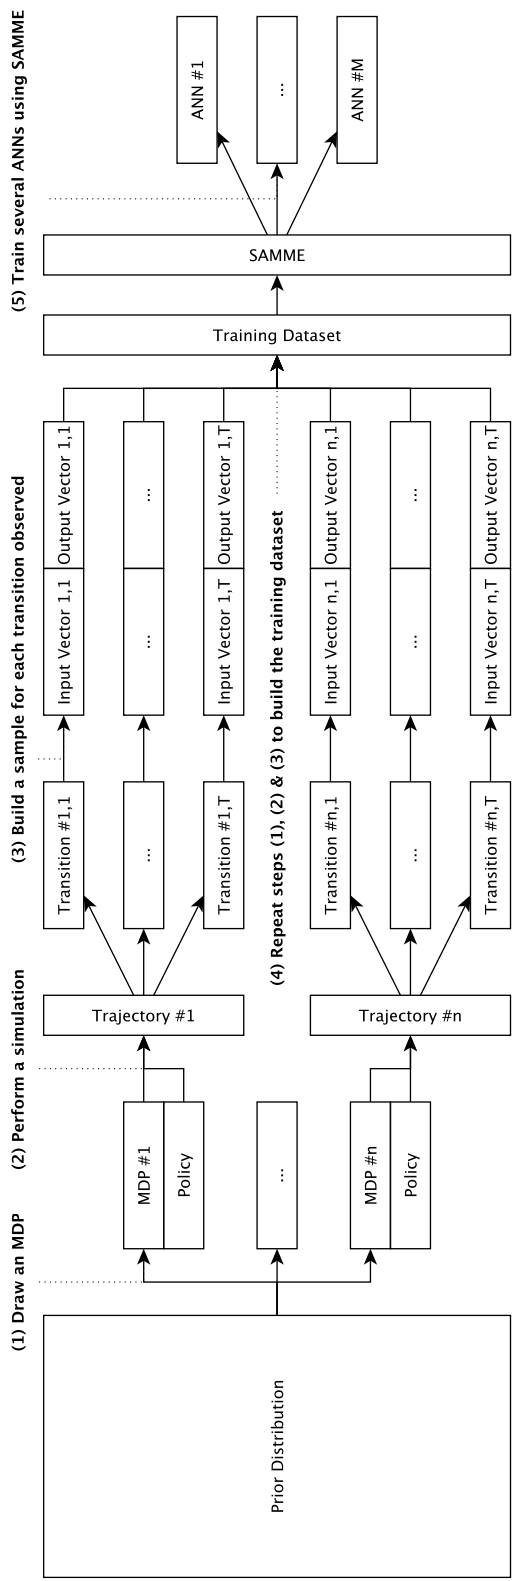 (1) Draw an MDP
(2) Perform a simulation
(3) Build a sample for each transition observed
(5) Train several ANNs using SAMME
Prior Distribution
MDP #1
Policy
...
MDP #n
Policy
Trajectory #1
Trajectory #n
Transition #1,1
...
Transition #1,T
Transition #n,1
...
Transition #n,T
(4) Repeat steps (1), (2) & (3) to build the training dataset
Input Vector 1,1
Output Vector 1,1
...
...
Input Vector 1,T
Output Vector 1,T
Input Vector n,1
Output Vector n,1
...
...
Input Vector n,T
Output Vector n,T
Training Dataset
SAMME
ANN #1
...
ANN #M